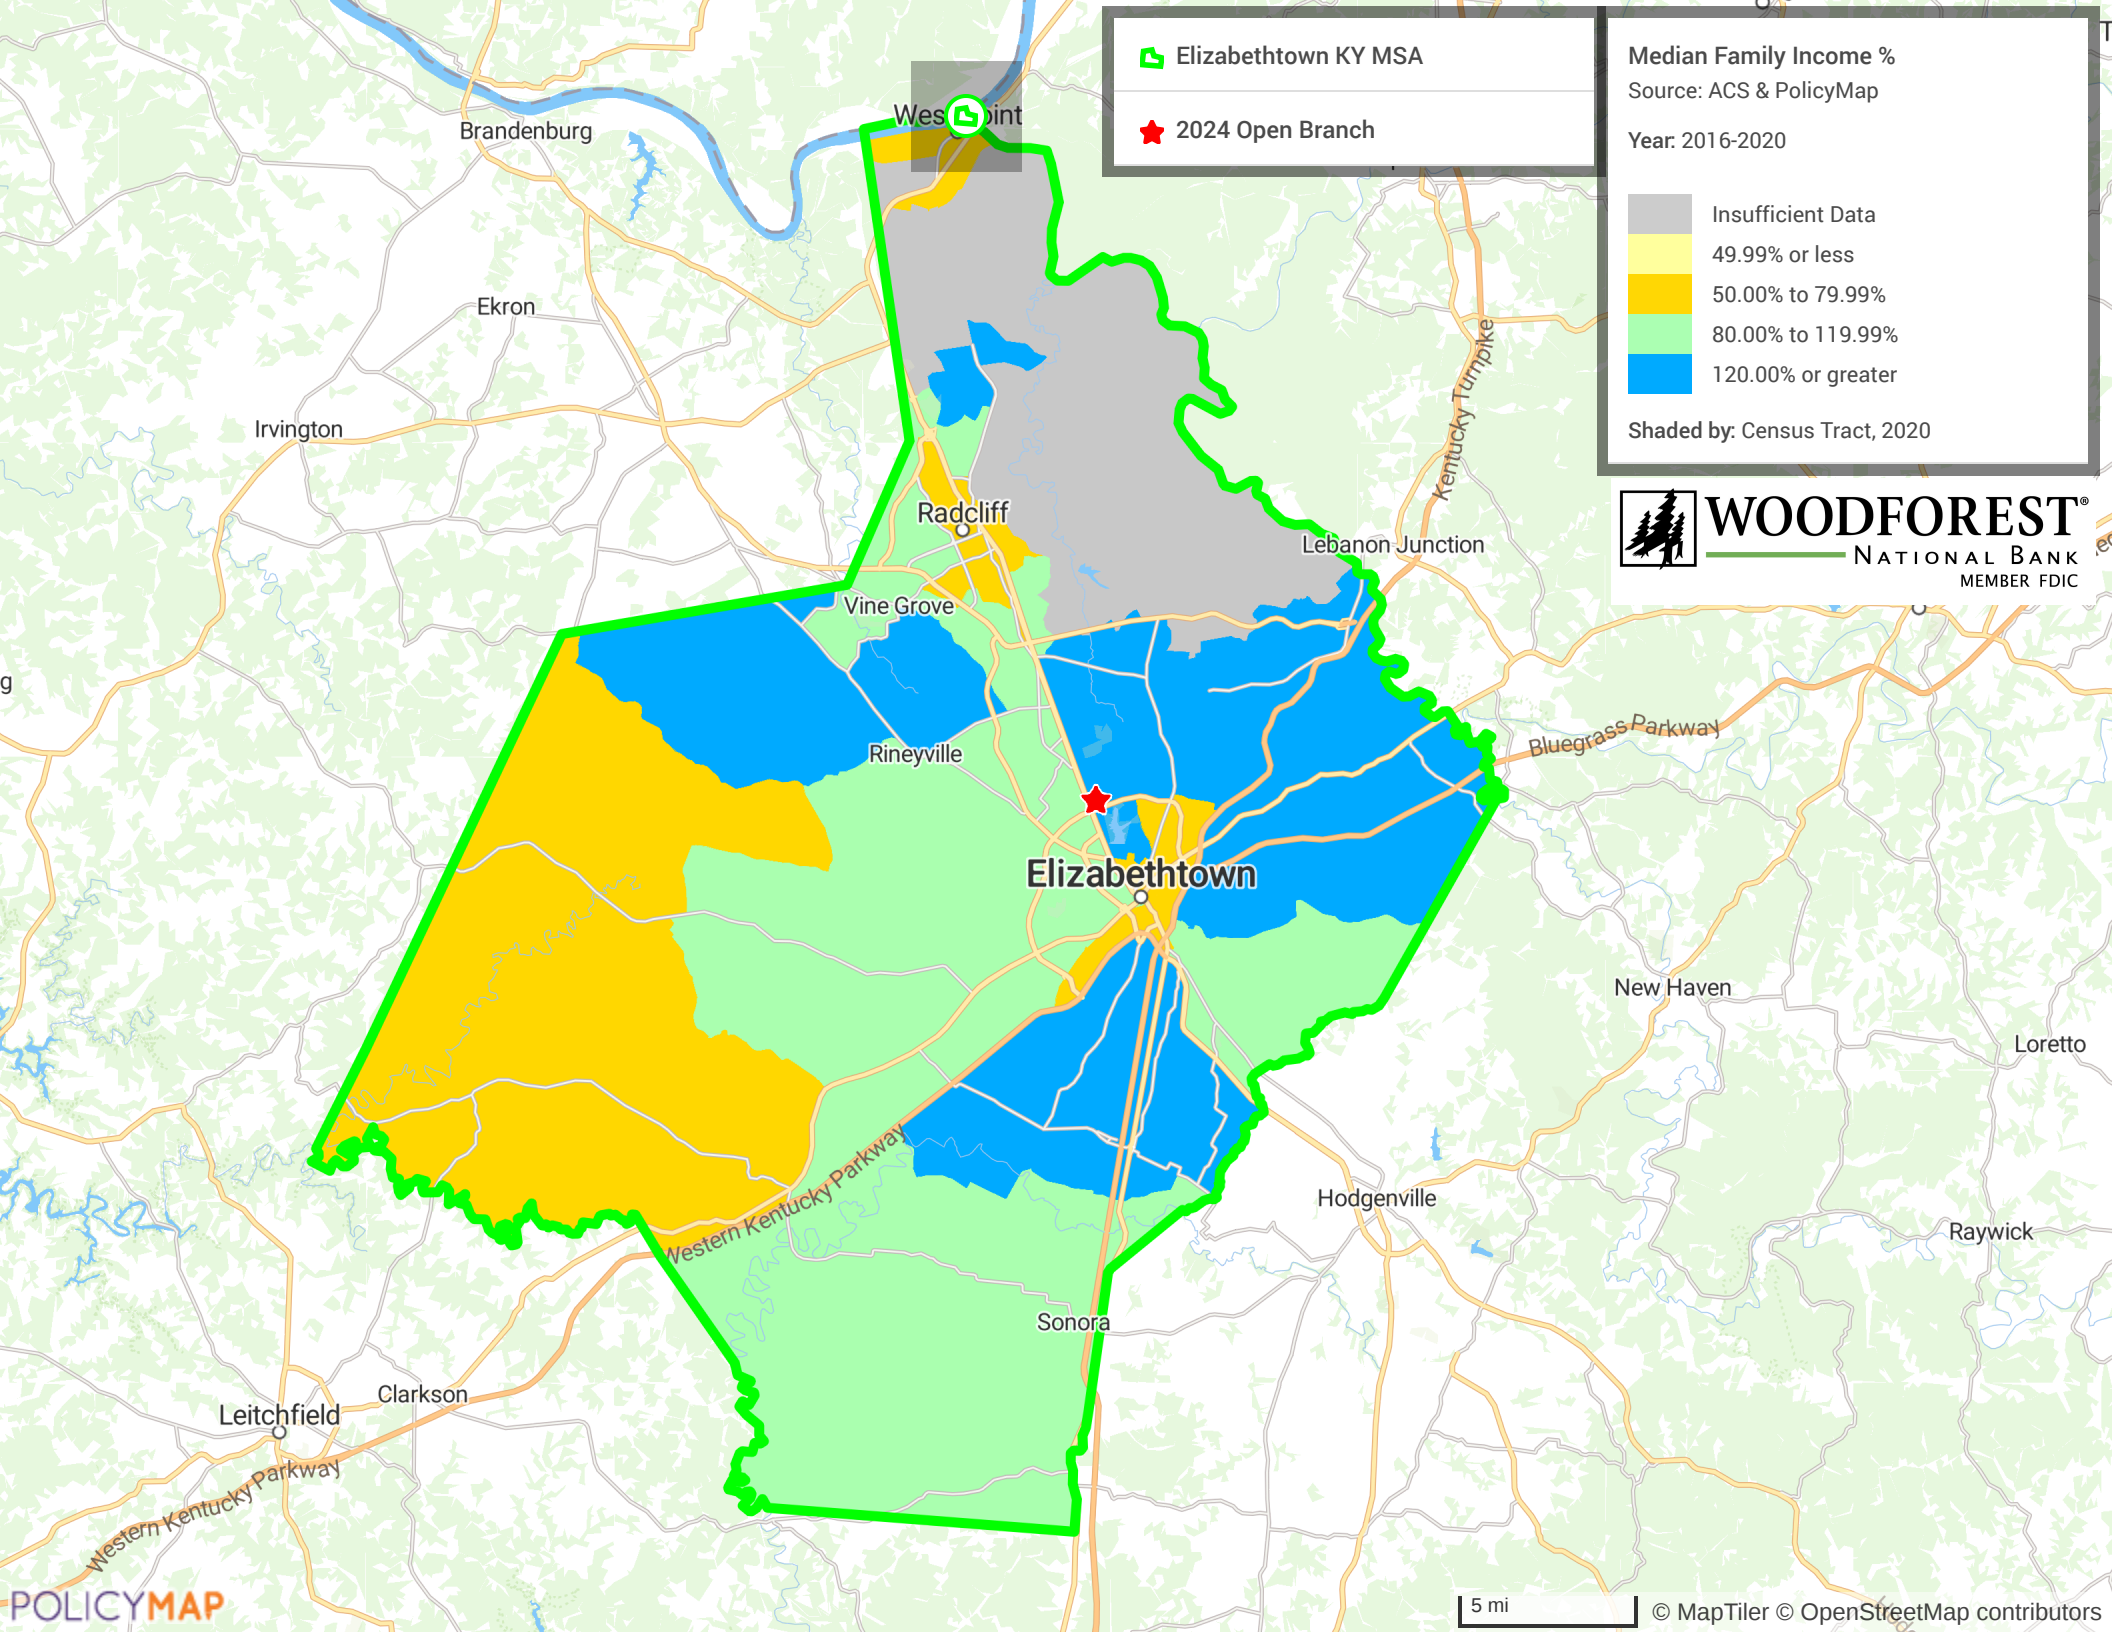 Elizabethtown KY MSA
2024 Open Branch
Median Family Income %
Source: ACS & PolicyMap
Year: 2016-2020
Insufficient Data
49.99% or less
50.00% to 79.99%
80.00% to 119.99%
120.00% or greater
Shaded by: Census Tract, 2020
WOODFOREST®
NATIONAL BANK
MEMBER FDIC
Brandenburg
Ekron
Irvington
Kentucky Turnpike
Radcliff
Lebanon Junction
Vine Grove
g
Rineyville
Bluegrass Parkway
Elizabethtown
New Haven
Loretto
Western Kentucky Parkway
Hodgenville
Raywick
Sonora
Clarkson
Leitchfield
Western Kentucky Parkway
POLICYMAP
5 mi
© MapTiler © OpenStreetMap contributors